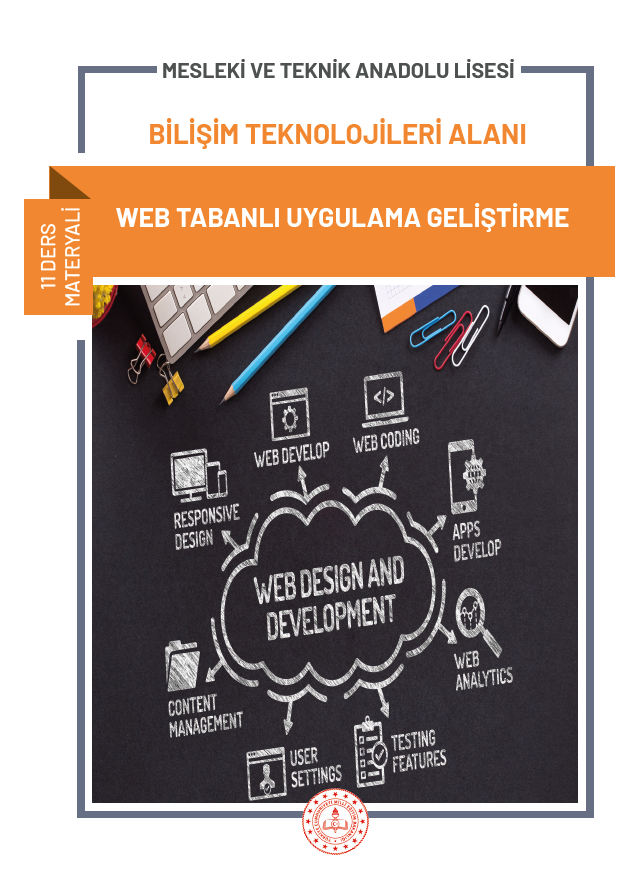 MESLEKİ VE TEKNİK ANADOLU LİSESİ
BİLİŞİM TEKNOLOJİLERİ ALANI
WEB TABANLI UYGULAMA GELİŞTİRME
11 DERS
MATERYALİ
WEB DEVELOP
</>
WEB CODING
RESPONSIVE
DESIGN
APPS
DEVELOP
WEB DESIGN AND
DEVELOPMENT
WEB
ANALYTICS
CONTENT
MANAGEMENT
USER
SETTINGS
TESTING
FEATURES